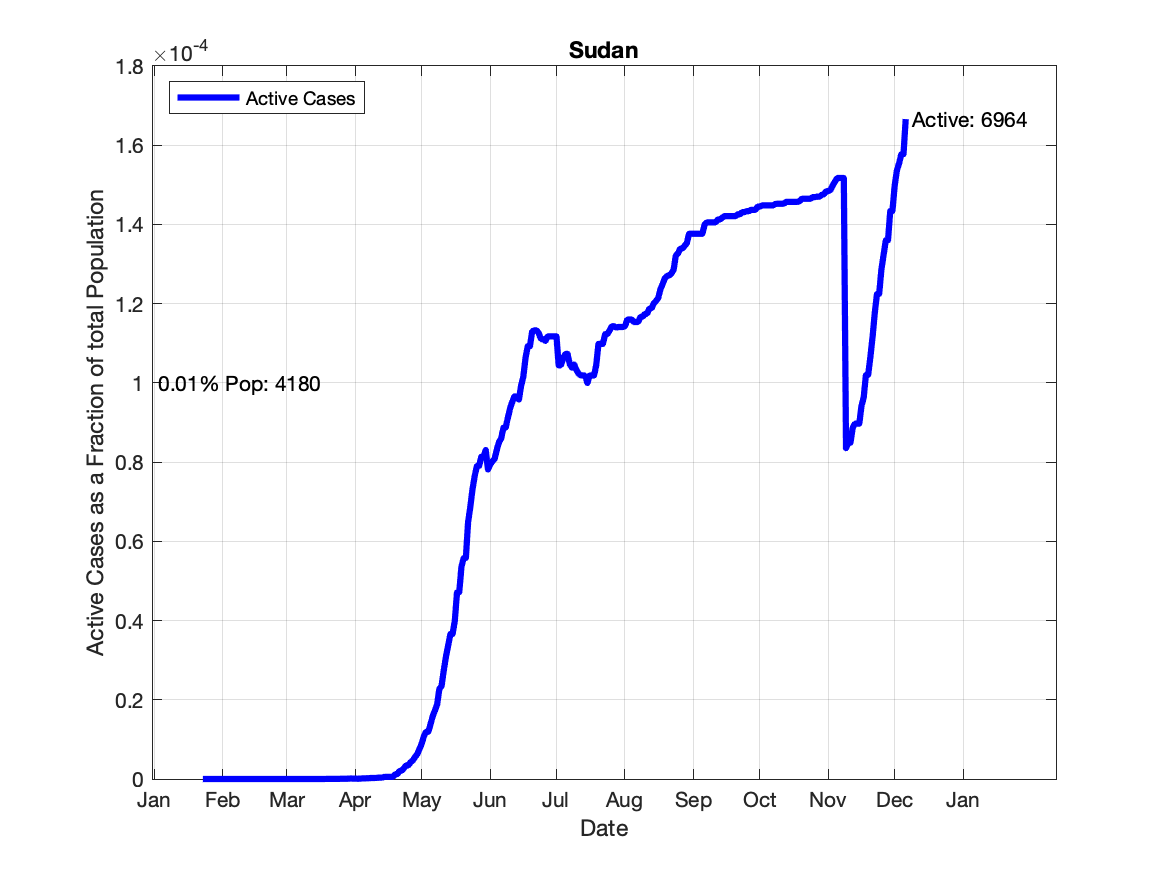 Sudan
×10^-4
Active Cases
Active: 6964
0.01% Pop: 4180
Active Cases as a Fraction of total Population
1.8
1.6
1.4
1.2
1
0.8
0.6
0.4
0.2
0
Jan Feb Mar Apr May Jun Jul Aug Sep Oct Nov Dec Jan
Date